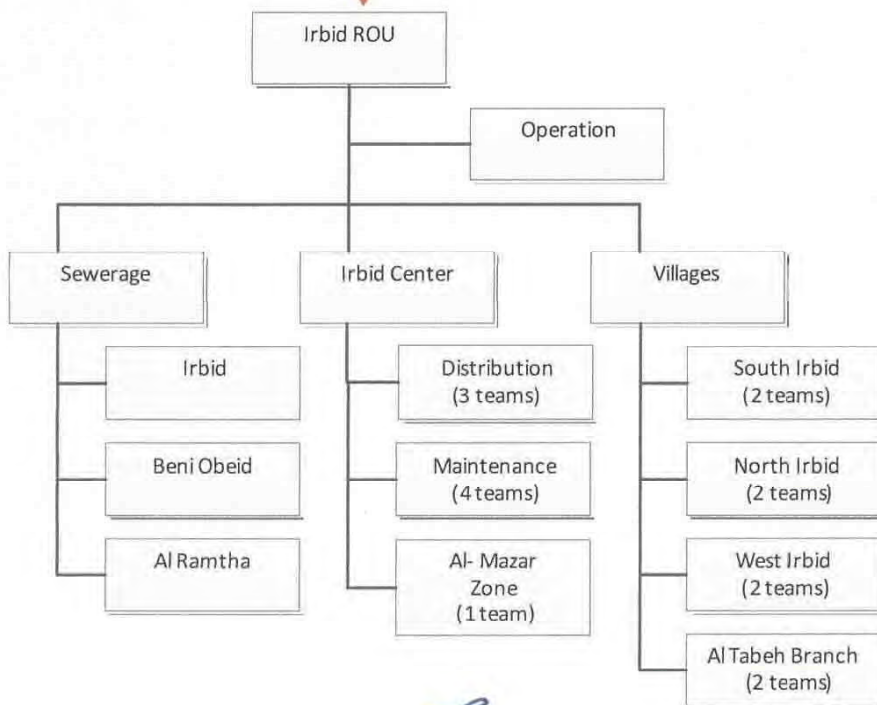 Irbid ROU
Operation
Sewerage
Irbid Center
Villages
Irbid
Distribution
(3 teams)
South Irbid
(2 teams)
Beni Obeid
Maintenance
(4 teams)
North Irbid
(2 teams)
Al Ramtha
Al- Mazar
Zone
(1 team)
West Irbid
(2 teams)
Al Tabeh Branch
(2 teams)